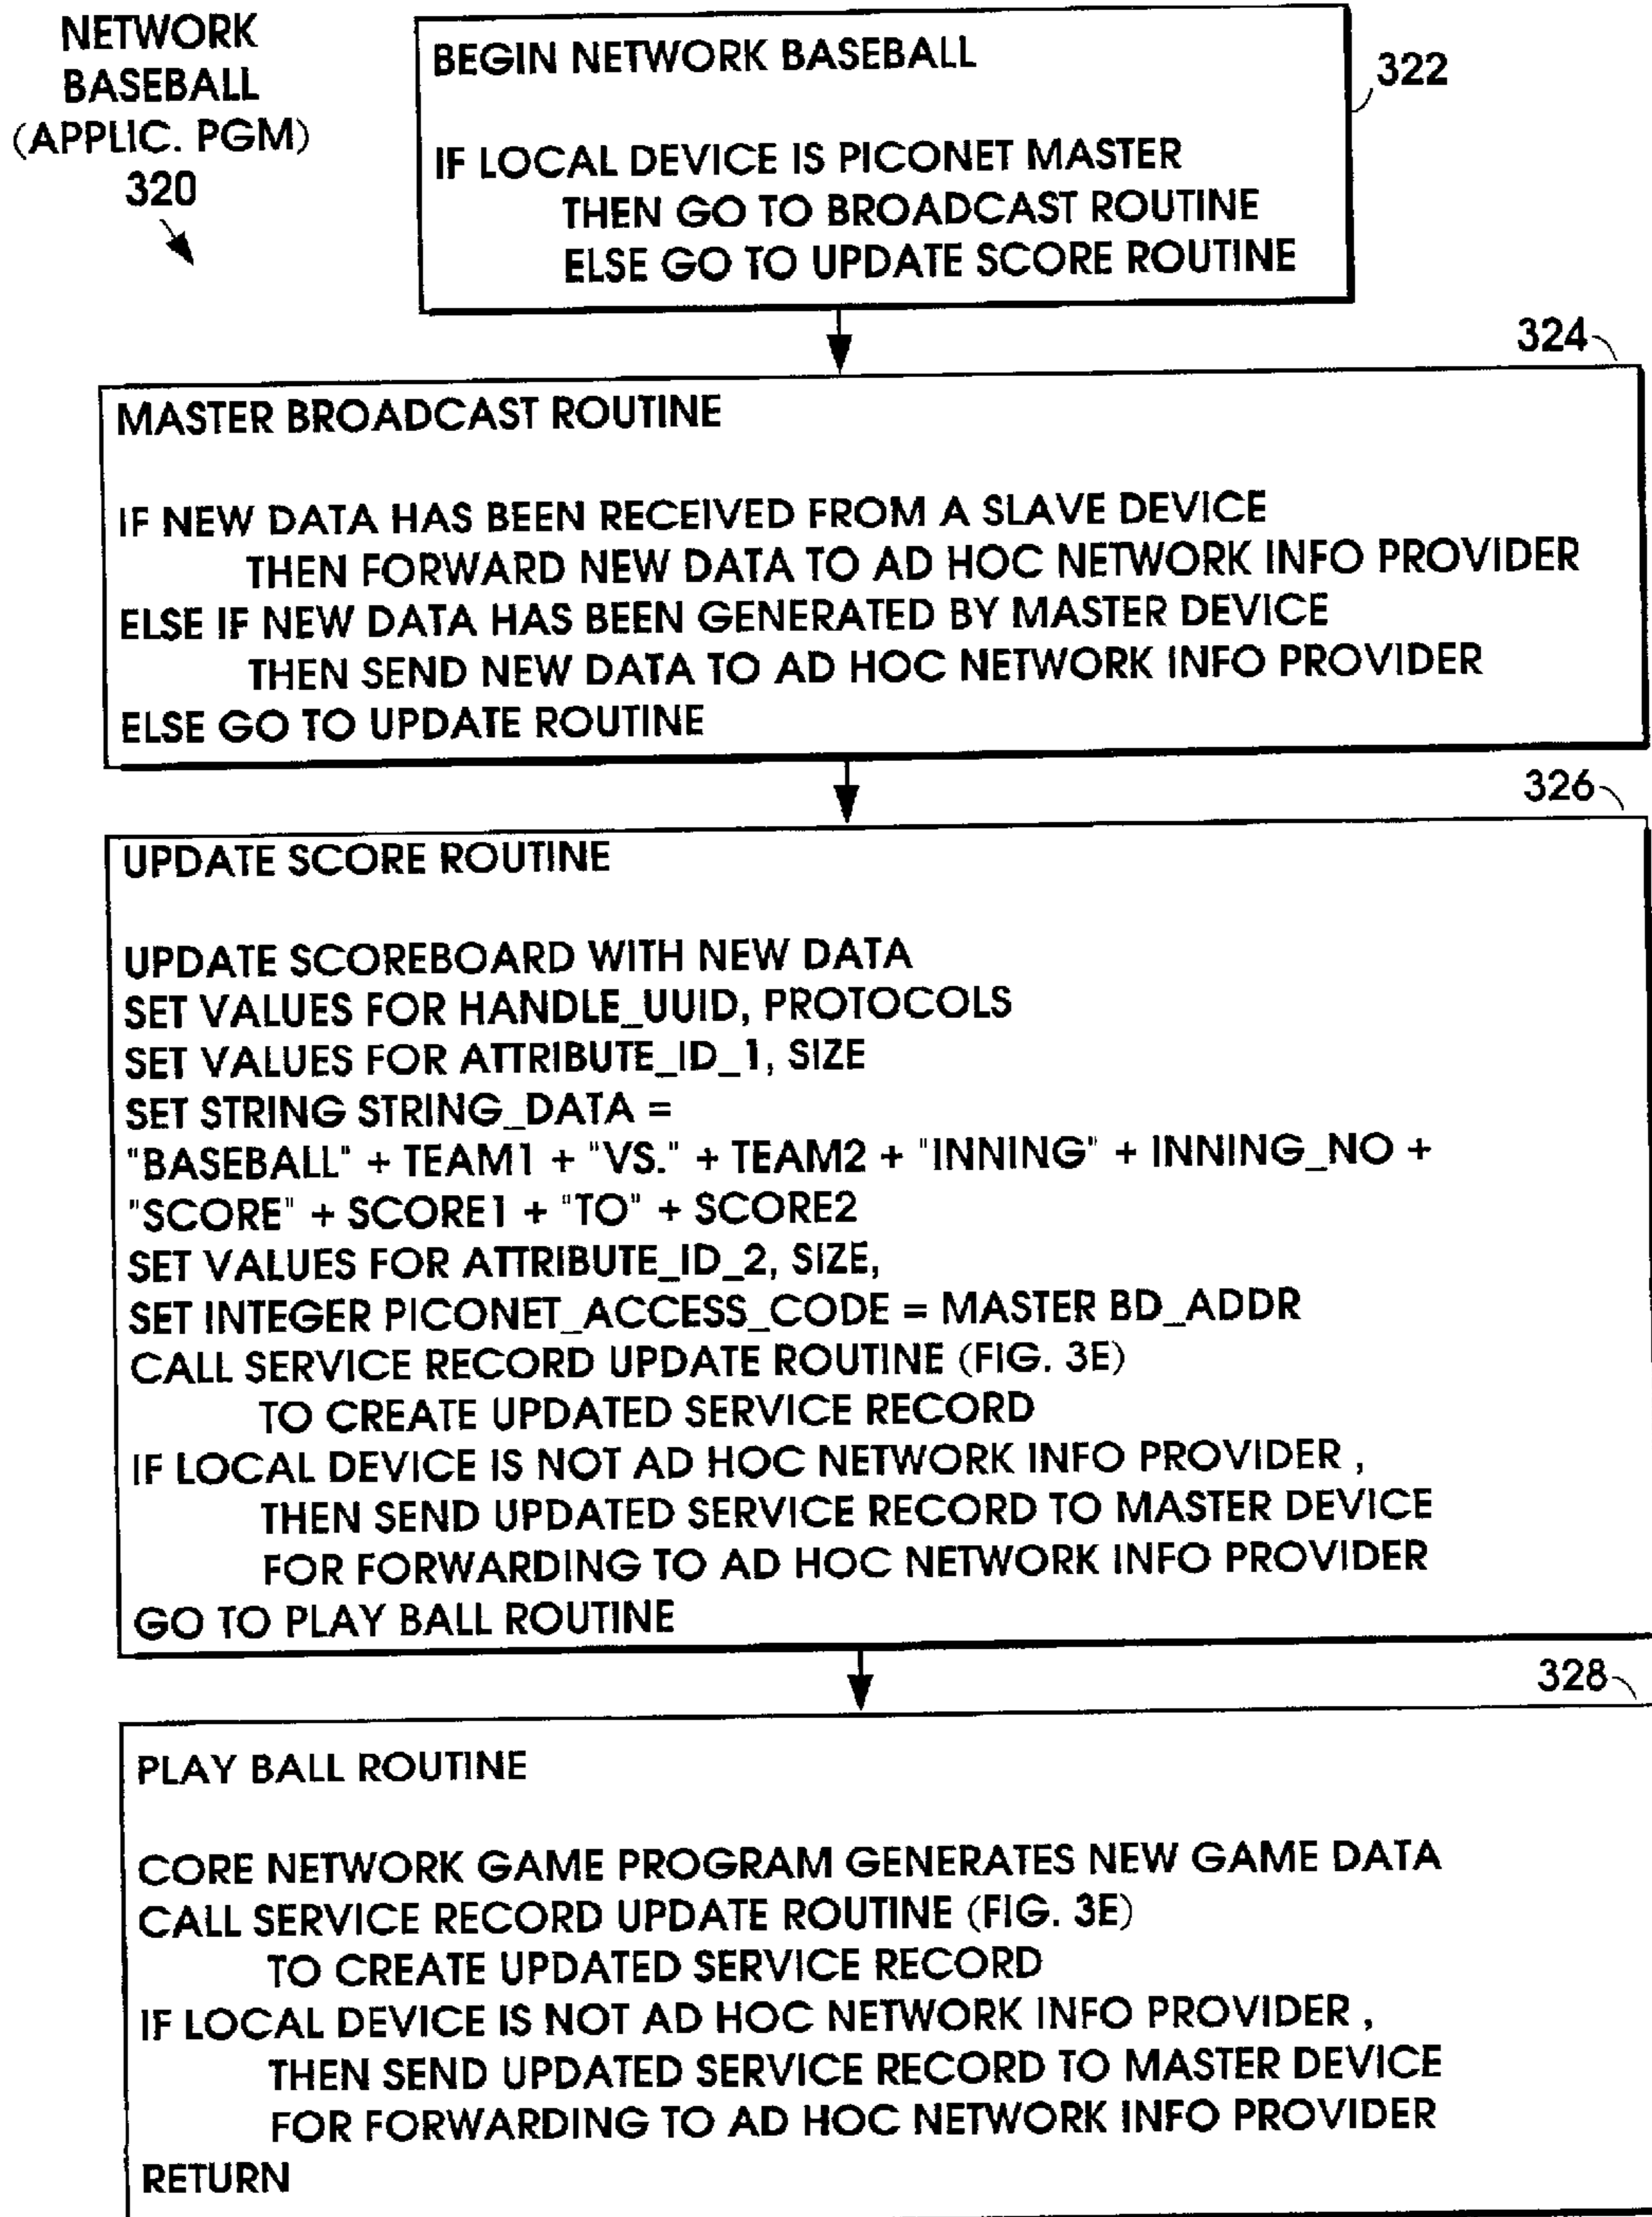 NETWORK
BASEBALL
(APPLIC. PGM)
320
BEGIN NETWORK BASEBALL
IF LOCAL DEVICE IS PICONET MASTER
THEN GO TO BROADCAST ROUTINE
ELSE GO TO UPDATE SCORE ROUTINE
322
324
MASTER BROADCAST ROUTINE
IF NEW DATA HAS BEEN RECEIVED FROM A SLAVE DEVICE
THEN FORWARD NEW DATA TO AD HOC NETWORK INFO PROVIDER
ELSE IF NEW DATA HAS BEEN GENERATED BY MASTER DEVICE
THEN SEND NEW DATA TO AD HOC NETWORK INFO PROVIDER
ELSE GO TO UPDATE ROUTINE
326
UPDATE SCORE ROUTINE
UPDATE SCOREBOARD WITH NEW DATA
SET VALUES FOR HANDLE_UUID, PROTOCOLS
SET VALUES FOR ATTRIBUTE_ID_1, SIZE
SET STRING STRING_DATA =
"BASEBALL" + TEAM1 + "VS." + TEAM2 + "INNING" + INNING_NO +
"SCORE" + SCORE1 + "TO" + SCORE2
SET VALUES FOR ATTRIBUTE_ID_2, SIZE,
SET INTEGER PICONET_ACCESS_CODE = MASTER BD_ADDR
CALL SERVICE RECORD UPDATE ROUTINE (FIG. 3E)
TO CREATE UPDATED SERVICE RECORD
IF LOCAL DEVICE IS NOT AD HOC NETWORK INFO PROVIDER ,
THEN SEND UPDATED SERVICE RECORD TO MASTER DEVICE
FOR FORWARDING TO AD HOC NETWORK INFO PROVIDER
GO TO PLAY BALL ROUTINE
328
PLAY BALL ROUTINE
CORE NETWORK GAME PROGRAM GENERATES NEW GAME DATA
CALL SERVICE RECORD UPDATE ROUTINE (FIG. 3E)
TO CREATE UPDATED SERVICE RECORD
IF LOCAL DEVICE IS NOT AD HOC NETWORK INFO PROVIDER ,
THEN SEND UPDATED SERVICE RECORD TO MASTER DEVICE
FOR FORWARDING TO AD HOC NETWORK INFO PROVIDER
RETURN